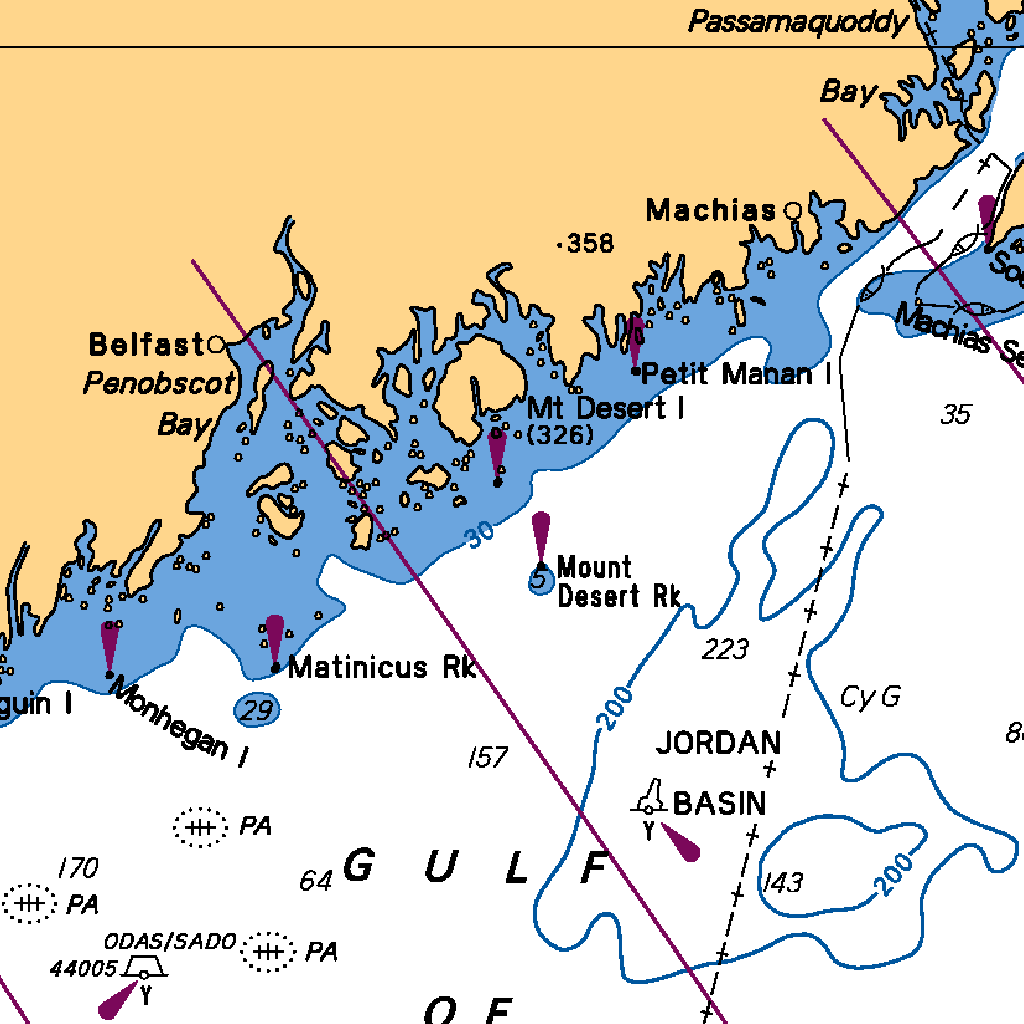 Passamaquoddy
Bay
Machias
358
Belfast
Penobscot
Bay
Machias Se
Petit Manan I
35
Mt Desert I
(326)
30
5
Mount
Desert Rk
223
Matinicus Rk
Monhegan I
guin I
29
200
Cy G
157
JORDAN
BASIN
Y
PA
170
64
G U L F
143
200
PA
ODAS/SADO
PA
44005
Y
O F